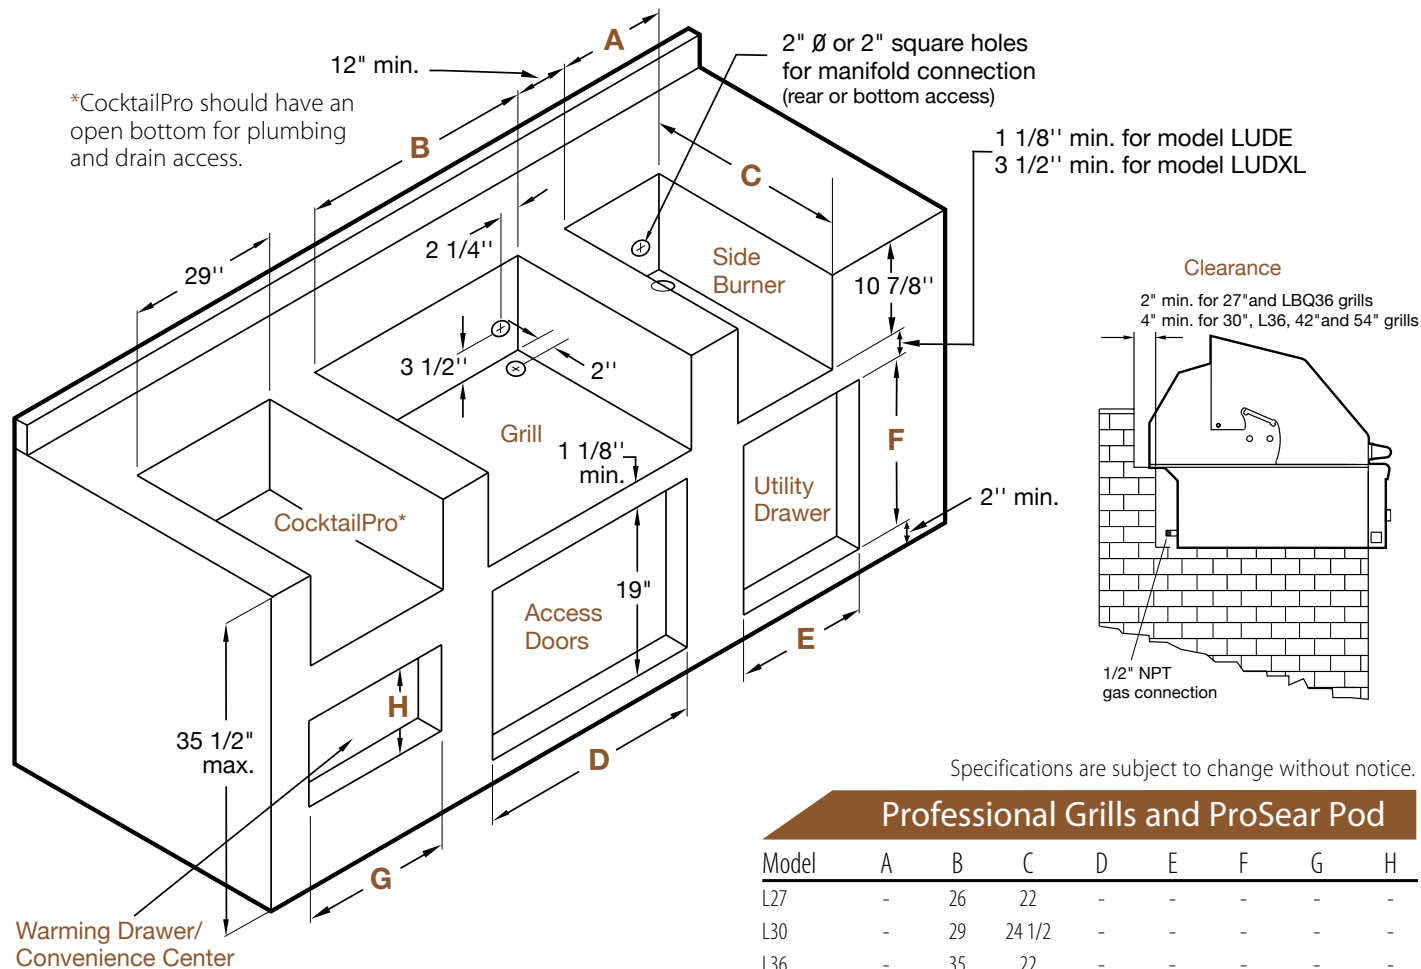 A
12" min.
2" Ø or 2" square holes
for manifold connection
(rear or bottom access)
*CocktailPro should have an
open bottom for plumbing
and drain access.
B
1 1/8'' min. for model LUDE
3 1/2'' min. for model LUDXL
C
2 1/4''
29''
Side
Burner
10 7/8''
Clearance
2" min. for 27"and LBQ36 grills
4" min. for 30", L36, 42"and 54" grills
3 1/2''
2''
Grill
1 1/8''
min.
F
Utility
Drawer
2'' min.
CocktailPro*
19"
Access
Doors
E
1/2" NPT
gas connection
H
35 1/2"
max.
D
G
Warming Drawer/
Convenience Center
Specifications are subject to change without notice.
Professional Grills and ProSear Pod
Model A B C D E F G H
L27 - 26 22 - - - - -
L30 - 29 24 1/2 - - - - -
L36 - 35 22 - - - - -